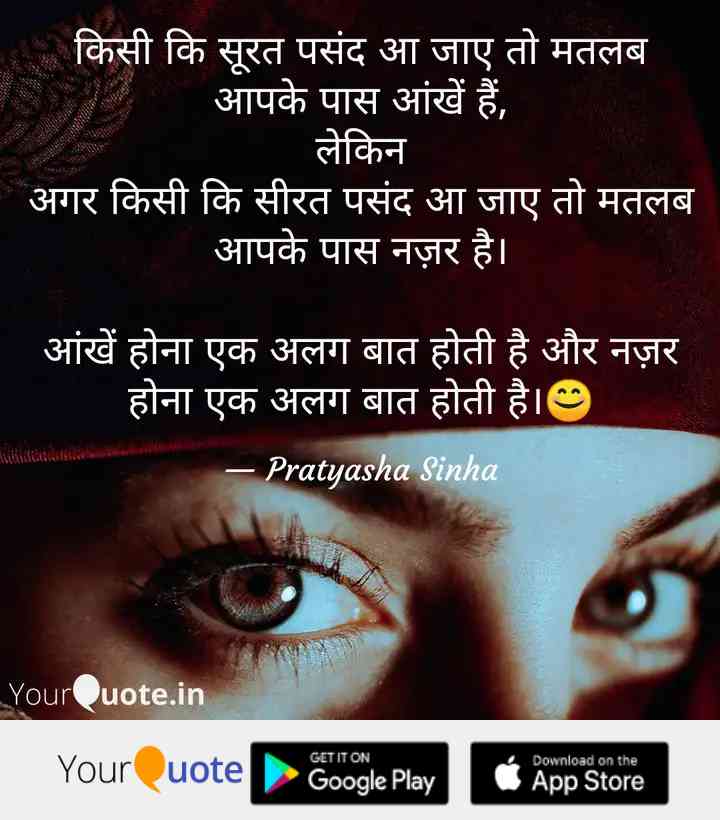 किसी कि सूरत पसंद आ जाए तो मतलब
आपके पास आंखें हैं,
लेकिन
अगर किसी कि सीरत पसंद आ जाए तो मतलब
आपके पास नज़र है।
आंखें होना एक अलग बात होती है और नज़र
होना एक अलग बात होती है।😊
— Pratyasha Sinha
YourQuote.in
YourQuote
GET IT ON
Google Play
Download on the
App Store